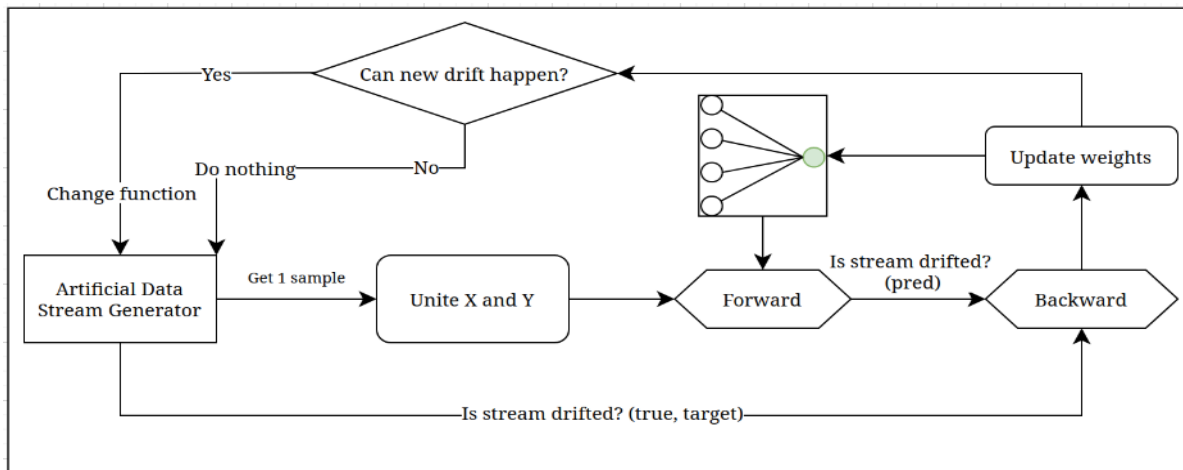 Can new drift happen?
Yes
No
Do nothing
Change function
Update weights
Artificial Data
Stream Generator
Get 1 sample
Unite X and Y
Forward
Is stream drifted?
(pred)
Backward
Is stream drifted? (true, target)